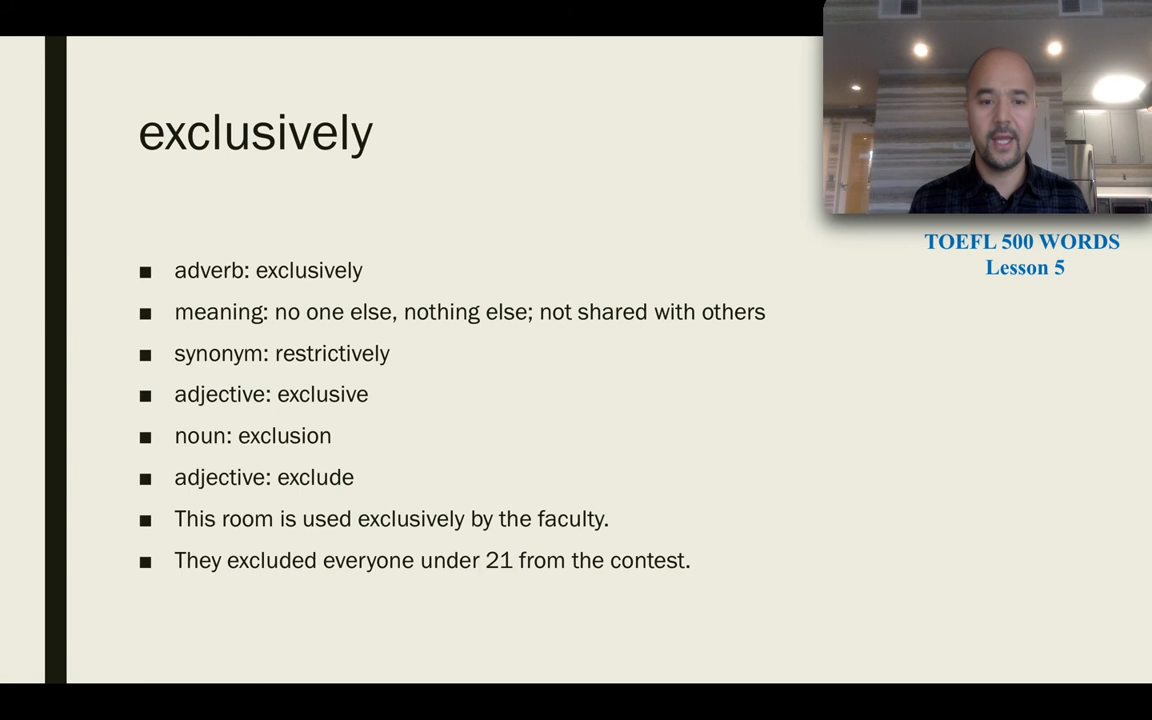 exclusively
TOEFL 500 WORDS
Lesson 5
■ adverb: exclusively
■ meaning: no one else, nothing else; not shared with others
■ synonym: restrictively
■ adjective: exclusive
■ noun: exclusion
■ adjective: exclude
■ This room is used exclusively by the faculty.
■ They excluded everyone under 21 from the contest.